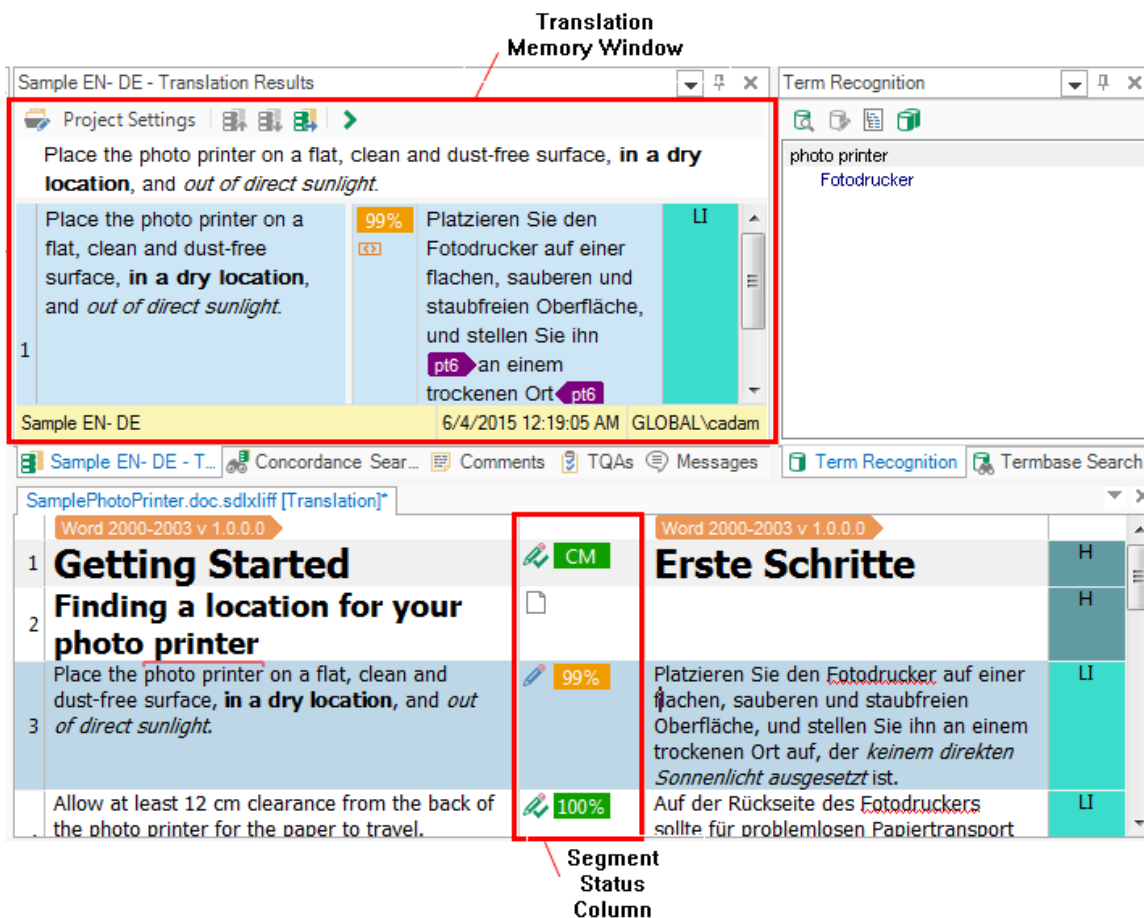 Translation
Memory Window
Sample EN- DE - Translation Results
Term Recognition
Project Settings
Place the photo printer on a flat, clean and dust-free surface, in a dry
location, and out of direct sunlight.
photo printer
Fotodrucker
1
Place the photo printer on a
flat, clean and dust-free
surface, in a dry location,
and out of direct sunlight.
99%
Platzieren Sie den
Fotodrucker auf einer
flachen, sauberen und
staubfreien Oberfläche,
und stellen Sie ihn
pt6 an einem
trockenen Ort pt6
LI
Sample EN- DE 6/4/2015 12:19:05 AM GLOBAL\cadam
Sample EN- DE - T... Concordance Sear... Comments TQAs Messages
Term Recognition Termbase Search
SamplePhotoPrinter.doc.sdlxliff [Translation]*
Word 2000-2003 v 1.0.0.0 Word 2000-2003 v 1.0.0.0
1 Getting Started CM Erste Schritte H
2
Finding a location for your
photo printer
H
3
Place the photo printer on a flat, clean and
dust-free surface, in a dry location, and out
of direct sunlight.
99%
Platzieren Sie den Fotodrucker auf einer
flachen, sauberen und staubfreien
Oberfläche, und stellen Sie ihn an einem
trockenen Ort auf, der keinem direkten
Sonnenlicht ausgesetzt ist.
LI
Allow at least 12 cm clearance from the back of
the photo printer for the paper to travel.
100%
Auf der Rückseite des Fotodruckers
sollte für problemlosen Papiertransport
LI
Segment
Status
Column